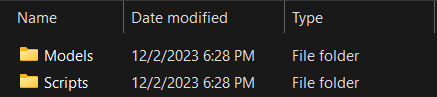 Name Date modified Type
Models 12/2/2023 6:28 PM File folder
Scripts 12/2/2023 6:28 PM File folder